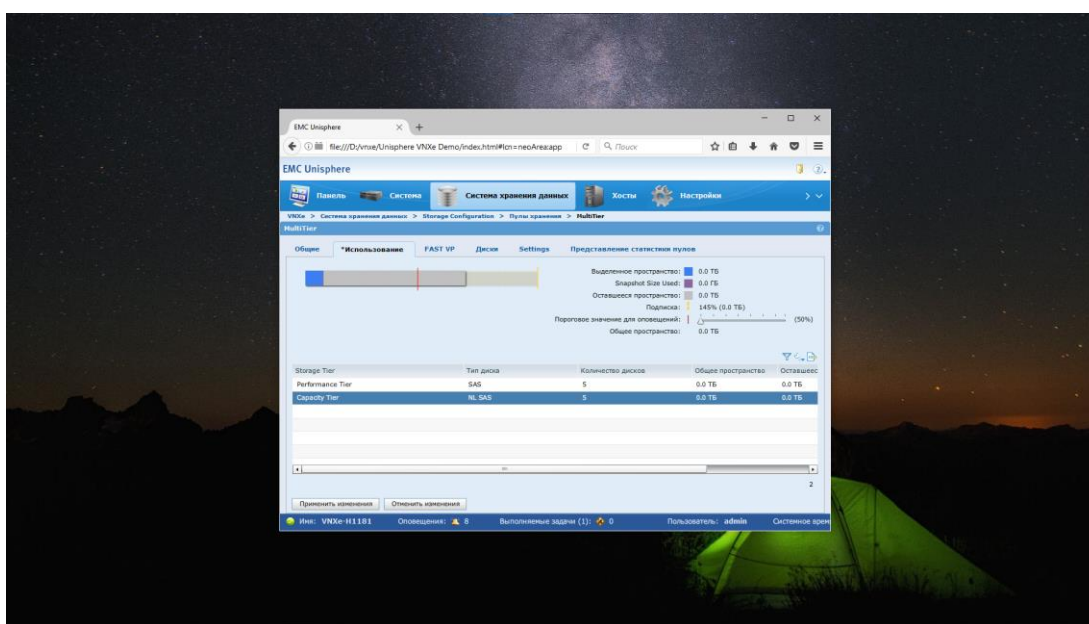 EMC Unisphere
file:///D:/vnxe/Unisphere VNXe Demo/index.html#lcn=neoArea:app
Поиск
EMC Unisphere
Панель Система Система хранения данных Хосты Настройки
VNXe > Система хранения данных > Storage Configuration > Пулы хранения > MultiTier
MultiTier
Общее *Использование FAST VP Диски Settings Представление статистики пулов
Выделенное пространство: 0.0 ТБ
Snapshot Size Used: 0.0 ГБ
Оставшееся пространство: 0.0 ТБ
Подписка: 145% (0.0 ТБ)
Пороговое значение для оповещений: (50%)
Общее пространство: 0.0 ТБ
Storage Tier Тип диска Количество дисков Общее пространство Оставшеес
Performance Tier SAS 5 0.0 ТБ 0.0 ТБ
Capacity Tier NL SAS 5 0.0 ТБ 0.0 ТБ
2
Применить изменения Отменить изменения
Имя: VNXe-H1181 Оповещения: 8 Выполняемые задачи (1): 0 Пользователь: admin Системное врем